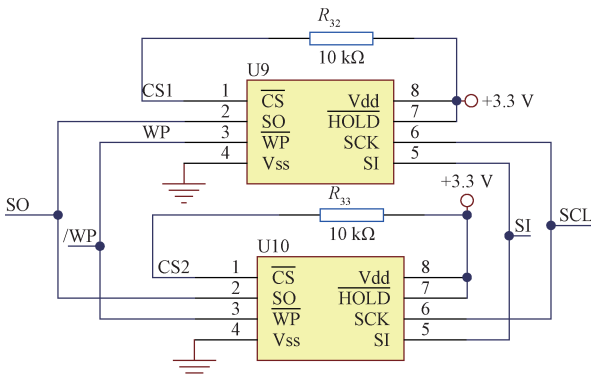 R32
10 kΩ
U9
CS1 1 CS Vdd 8 +3.3 V
2 SO HOLD 7
WP 3 WP SCK 6
4 Vss SI 5
+3.3 V
R33
10 kΩ
SO
/WP
SI
SCL
U10
CS2 1 CS Vdd 8
2 SO HOLD 7
3 WP SCK 6
4 Vss SI 5